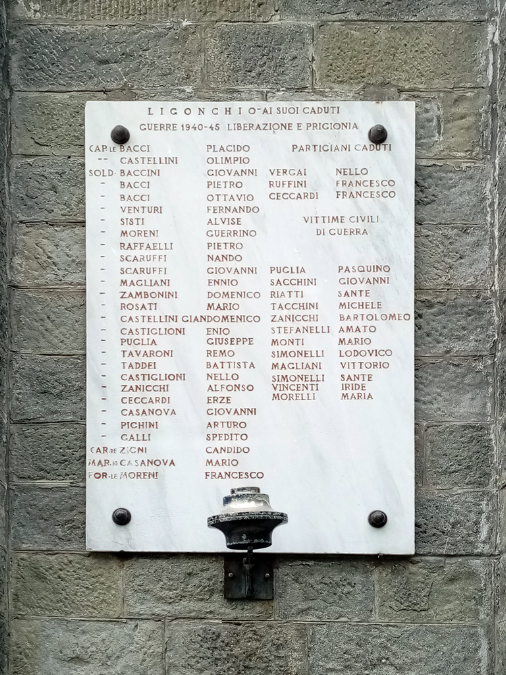 LIGONCHIO - AI SUOI CADUTI
GUERRE 1940-45 LIBERAZIONE E PRIGIONIA
CAP.LE BACCI PLACIDO
-- CASTELLINI OLIMPIO
SOLD. BACCINI GIOVANNI
- BACCI PIETRO
- BACCI OTTAVIO
- VENTURI FERNANDO
- SISTI ALVISE
- MORENI GUERRINO
- RAFFAELLI PIETRO
- SCARUFFI NANDO
- SCARUFFI GIOVANNI
- MAGLIANI ENNIO
- ZAMBONINI DOMENICO
- ROSATI MARIO
- CASTELLINI GIANDOMENICO
- CASTIGLIONI ENIO
- PUGLIA GIUSEPPE
- TAVARONI REMO
- TADDEI BATTISTA
- CASTIGLIONI NELLO
- ZANICCHI ALFONSO
- CECCARDI ERZE
- CASANOVA GIOVANNI
- PIGHINI ARTURO
- GALLI SPEDITO
CAR.RE ZIGNI CANDIDO
MAR.IO CASANOVA MARIO
FOR.LE MORENI FRANCESCO
PARTIGIANI CADUTI
VERGAI NELLO
RUFFINI FRANCESCO
CECCARDI FRANCESCO
VITTIME CIVILI
DI GUERRA
PUGLIA PASQUINO
SACCHINI GIOVANNI
RIATTI SANTE
TACCHINI MICHELE
ZANICCHI BARTOLOMEO
STEFANELLI AMATO
MONTI MARIO
SIMONELLI LODOVICO
MAGLIANI VITTORIO
SIMONELLI SANTE
VINCENTI IRIDE
MORELLI MARIA